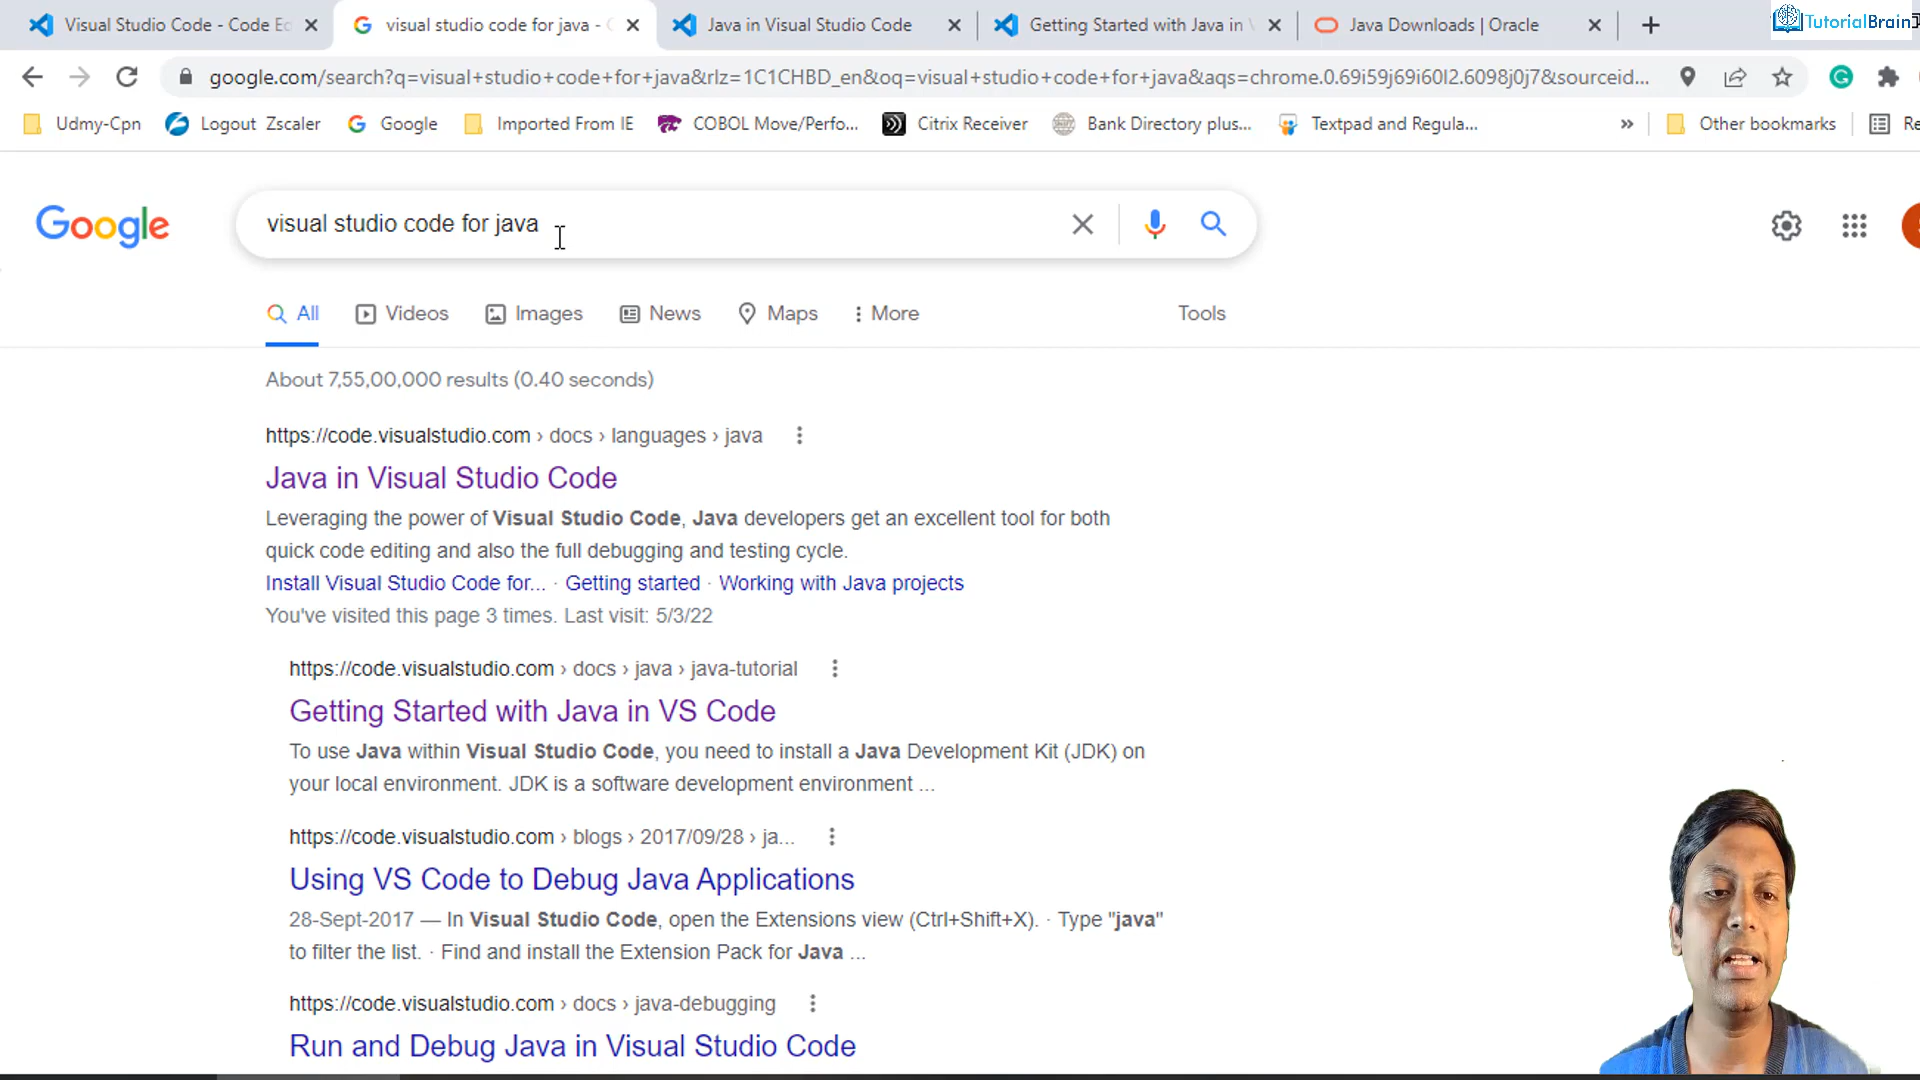 Visual Studio Code - Code Ed
visual studio code for java - G
Java in Visual Studio Code
Getting Started with Java in V
Java Downloads | Oracle
TutorialBrain
google.com/search?q=visual+studio+code+for+java&rlz=1C1CHBD_en&oq=visual+studio+code+for+java&aqs=chrome.0.69i59j69i60l2.6098j0j7&sourceid...
Udmy-Cpn
Logout Zscaler
Google
Imported From IE
COBOL Move/Perfo...
Citrix Receiver
Bank Directory plus...
Textpad and Regula...
»
Other bookmarks
Re
Google
visual studio code for java
All
Videos
Images
News
Maps
More
Tools
About 7,55,00,000 results (0.40 seconds)
https://code.visualstudio.com › docs › languages › java
Java in Visual Studio Code
Leveraging the power of Visual Studio Code, Java developers get an excellent tool for both
quick code editing and also the full debugging and testing cycle.
Install Visual Studio Code for... · Getting started · Working with Java projects
You've visited this page 3 times. Last visit: 5/3/22
https://code.visualstudio.com › docs › java › java-tutorial
Getting Started with Java in VS Code
To use Java within Visual Studio Code, you need to install a Java Development Kit (JDK) on
your local environment. JDK is a software development environment ...
https://code.visualstudio.com › blogs › 2017/09/28 › ja...
Using VS Code to Debug Java Applications
28-Sept-2017 — In Visual Studio Code, open the Extensions view (Ctrl+Shift+X). · Type "java"
to filter the list. · Find and install the Extension Pack for Java ...
https://code.visualstudio.com › docs › java-debugging
Run and Debug Java in Visual Studio Code